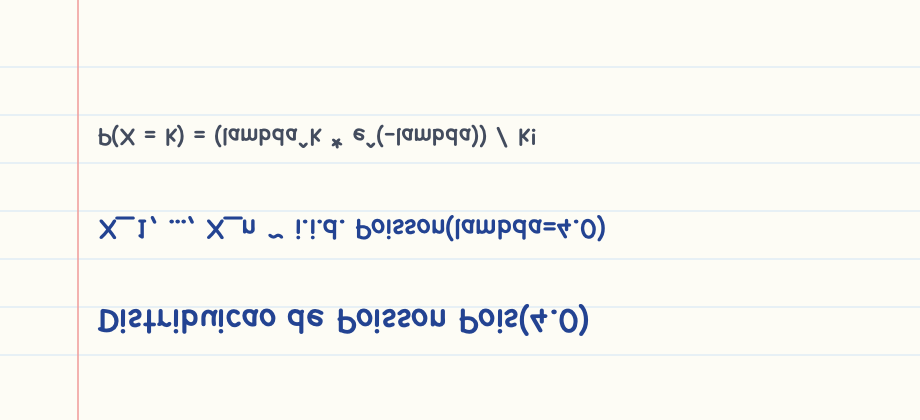 Distribuicao de Poisson Pois(4.0)
X_1, ..., X_n ~ i.i.d. Poisson(lambda=4.0)
P(X = k) = (lambda^k * e^(-lambda)) / k!